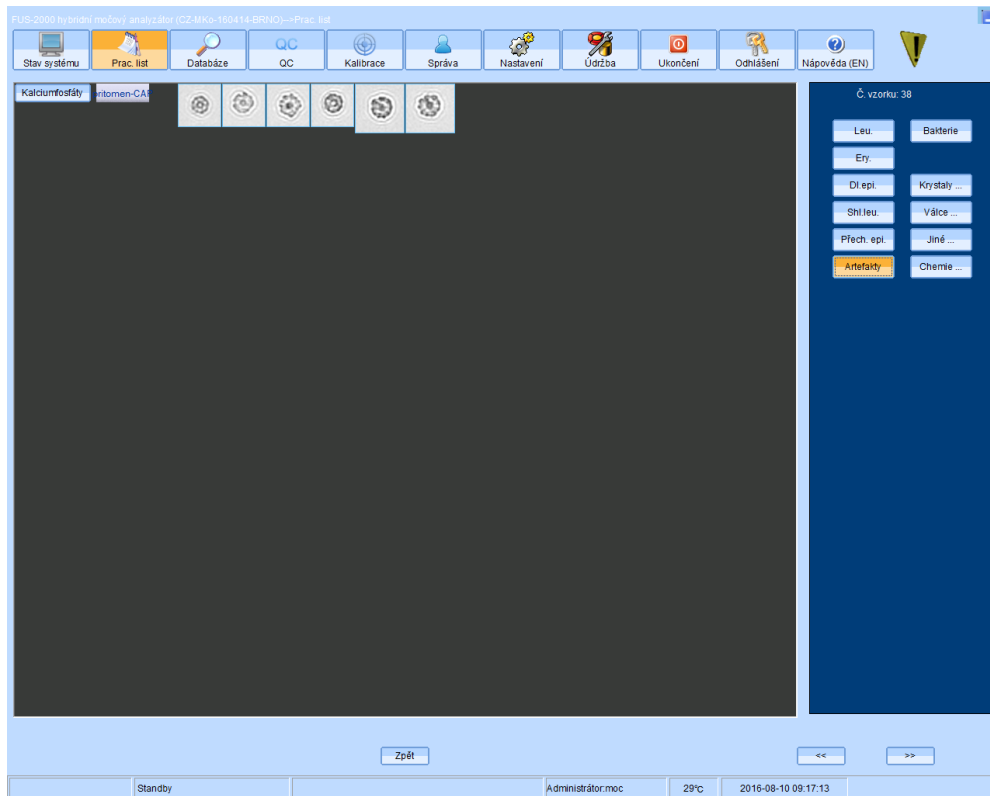 FUS-2000 hybridní močový analyzátor (CZ-MKo-160414-BRNO)-->Prac. list
QC
Stav systému Prac. list Databáze QC Kalibrace Správa Nastavení Údržba Ukončení Odhlášení Nápověda (EN)
Kalciumfosfáty ritomen-CAF
Č. vzorku: 38
Leu. Bakterie
Ery.
Dl.epi. Krystaly ...
Shl.leu. Válce ...
Přech. epi. Jiné ...
Artefakty Chemie ...
Zpět << >>
Standby Administrátor:moc 29°C 2016-08-10 09:17:13